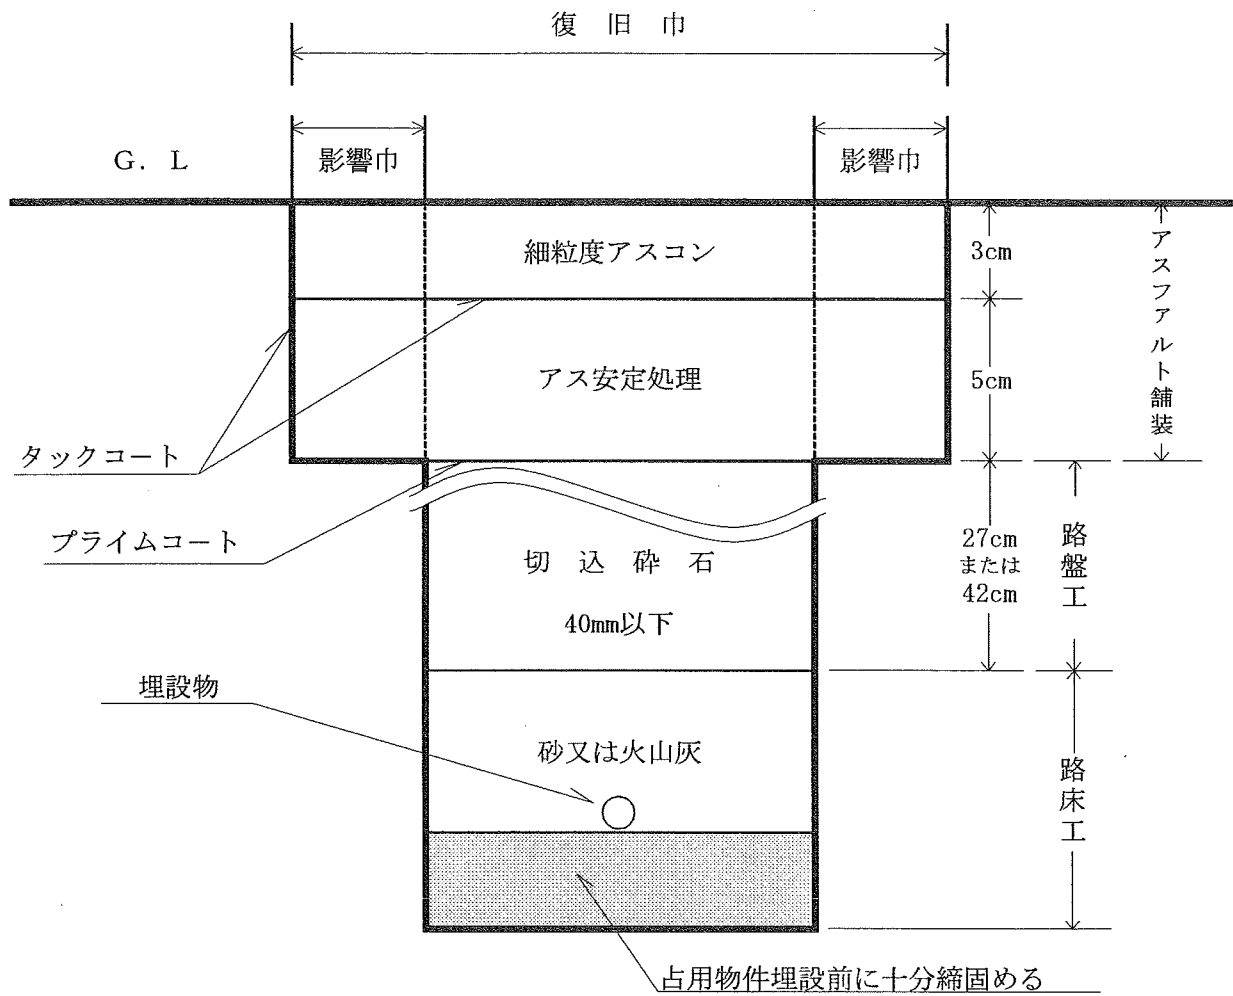 復旧巾
G. L
影響巾
影響巾
細粒度アスコン
3cm
アスファルト舗装
アス安定処理
5cm
タックコート
プライムコート
切込砕石
40mm以下
27cm
または
42cm
路盤工
埋設物
砂又は火山灰
路床工
占用物件埋設前に十分締固める